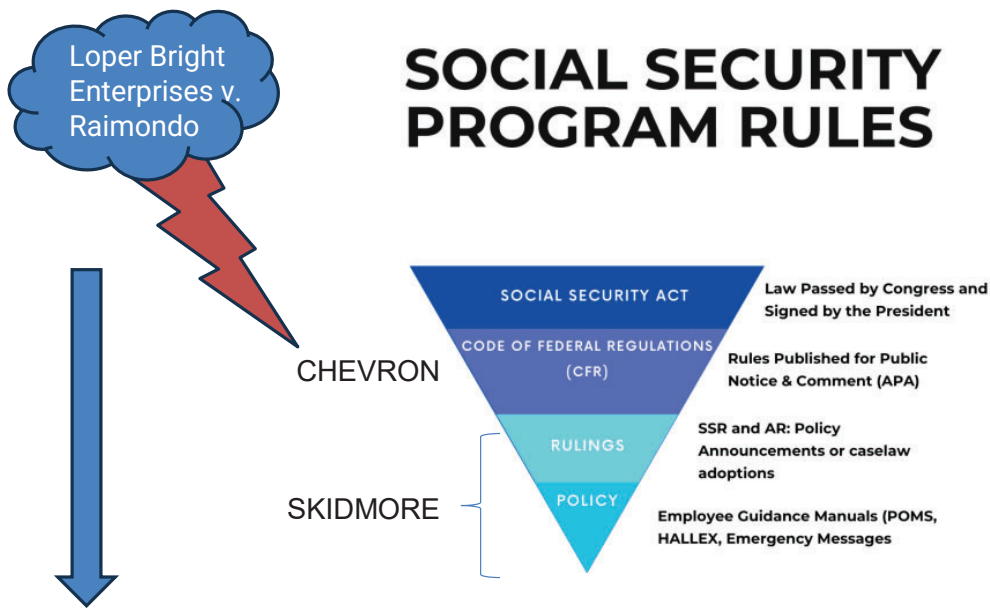 Loper Bright
Enterprises v.
Raimondo
SOCIAL SECURITY
PROGRAM RULES
SOCIAL SECURITY ACT
Law Passed by Congress and
Signed by the President
CHEVRON
CODE OF FEDERAL REGULATIONS
(CFR)
Rules Published for Public
Notice & Comment (APA)
RULINGS
SSR and AR: Policy
Announcements or caselaw
adoptions
SKIDMORE
POLICY
Employee Guidance Manuals (POMS,
HALLEX, Emergency Messages